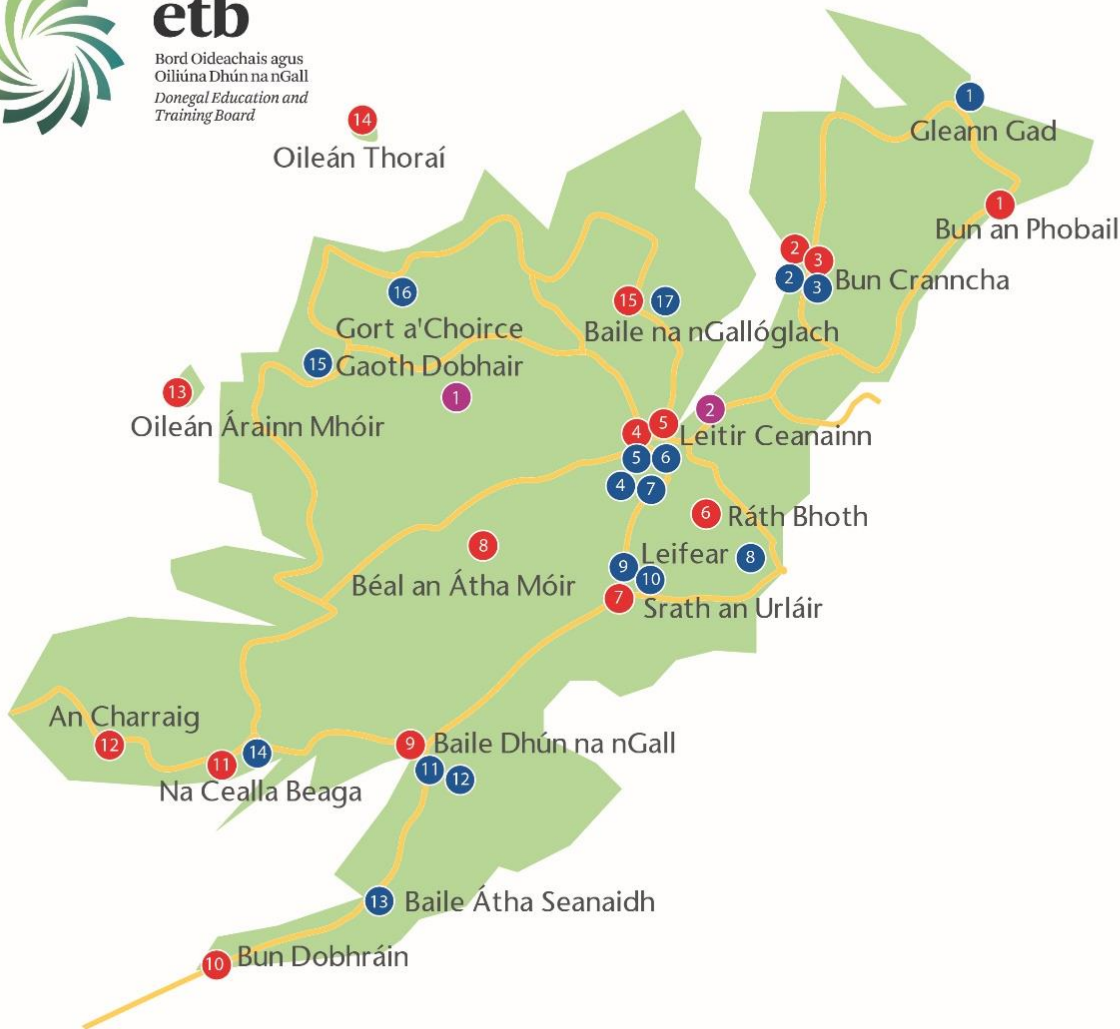 etb
Bord Oideachais agus
Oiliúna Dhún na nGall
Donegal Education and
Training Board
1
Gleann Gad
14
Oileán Thoraí
1
Bun an Phobail
2
3
2
3
Bun Cranncha
16
Gort a'Choirce
15
17
Baile na nGallóglach
15
Gaoth Dobhair
1
13
Oileán Árainn Mhóir
2
4
5
Leitir Ceanainn
5
6
4
7
6
Ráth Bhoth
8
Béal an Átha Móir
9
Leifear
8
10
7
Srath an Urláir
An Charraig
12
11
14
Na Cealla Beaga
9
Baile Dhún na nGall
11
12
13
Baile Átha Seanaidh
10
Bun Dobhráin